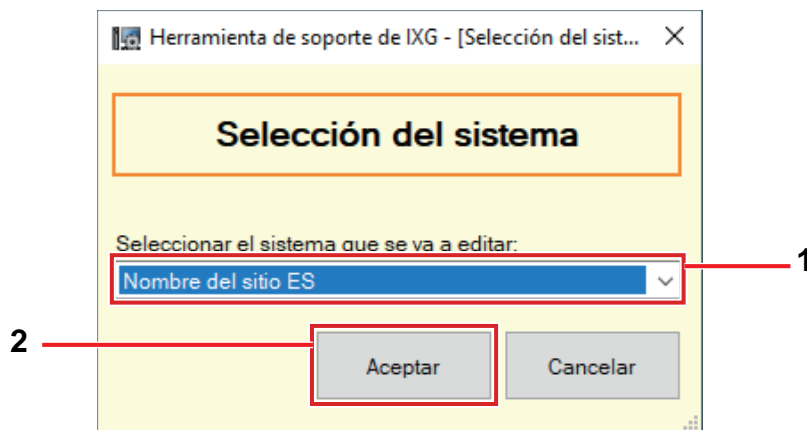 Herramienta de soporte de IXG - [Selección del sist...
Selección del sistema
Seleccionar el sistema que se va a editar:
Nombre del sitio ES
1
2
Aceptar
Cancelar